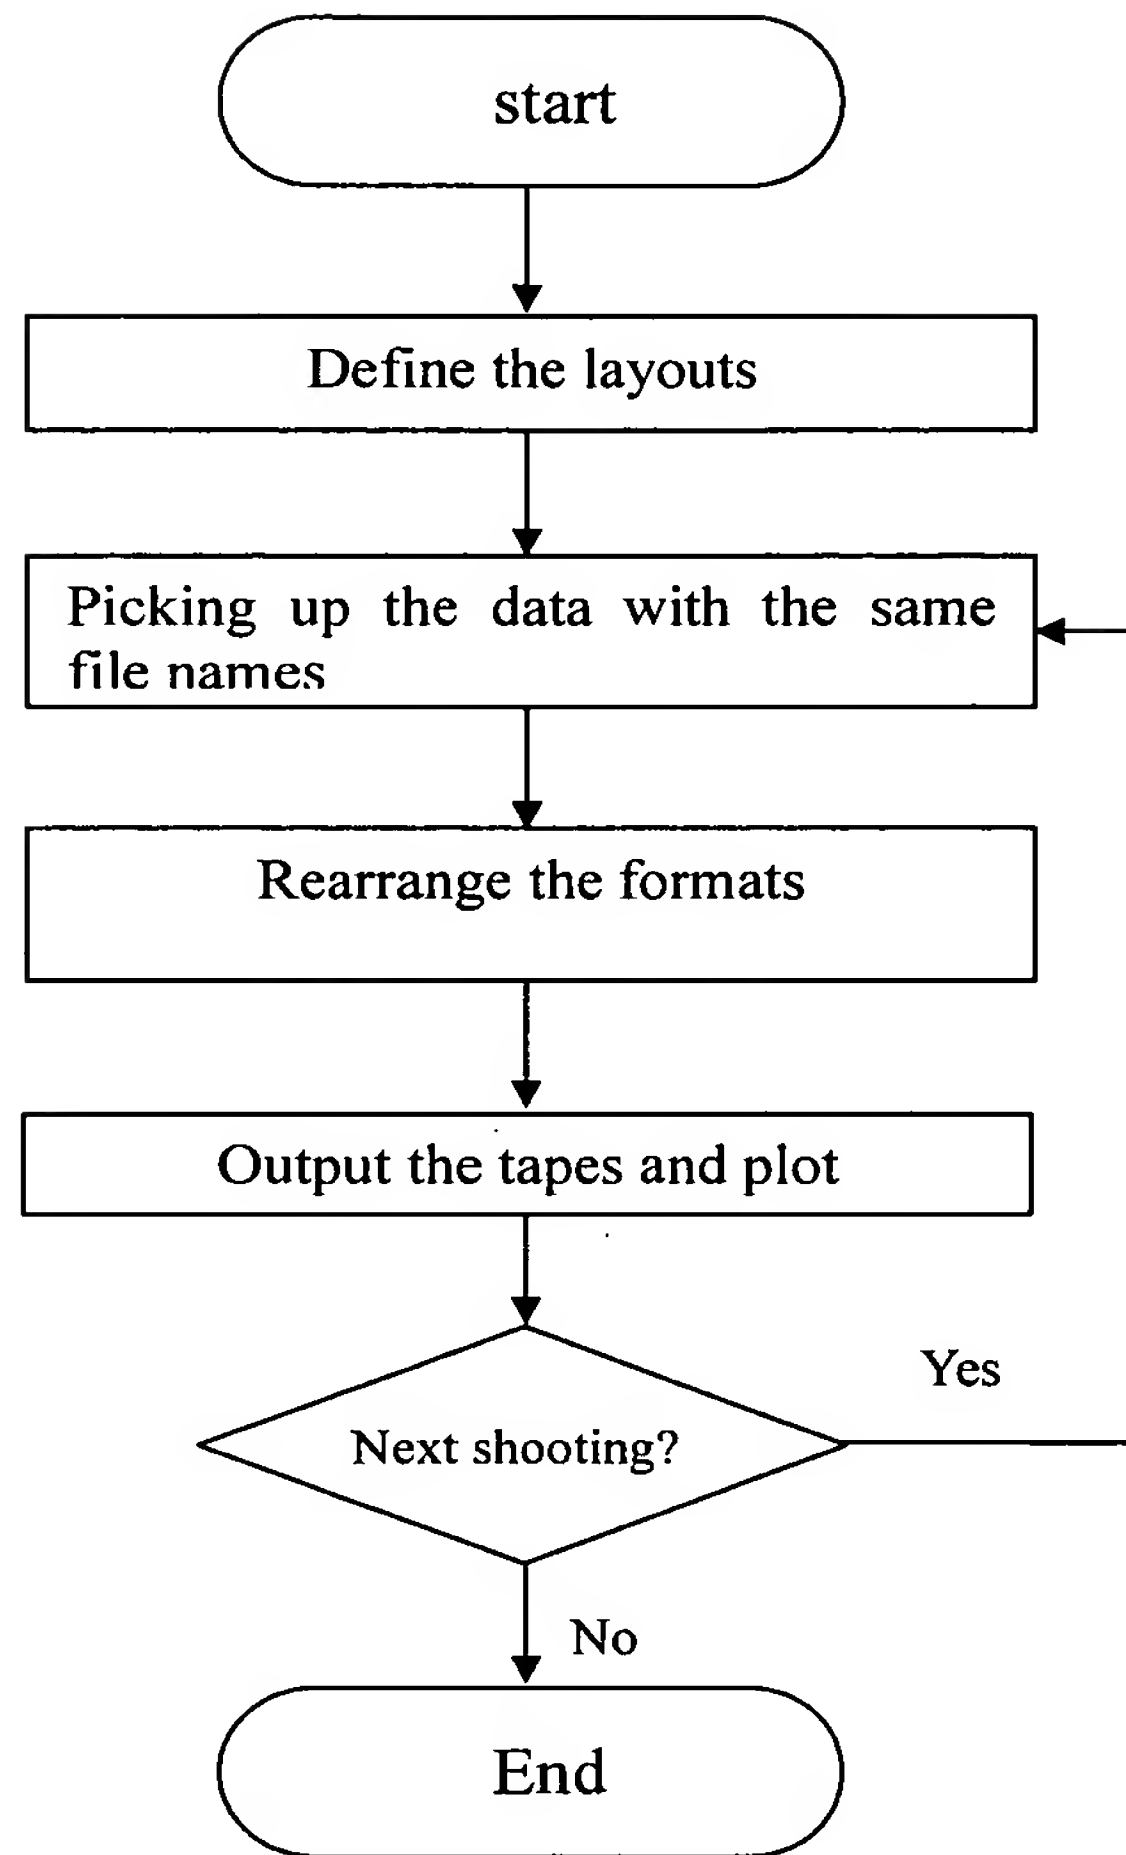 start
Define the layouts
Picking up the data with the same
file names
Rearrange the formats
Output the tapes and plot
Yes
Next shooting?
No
End